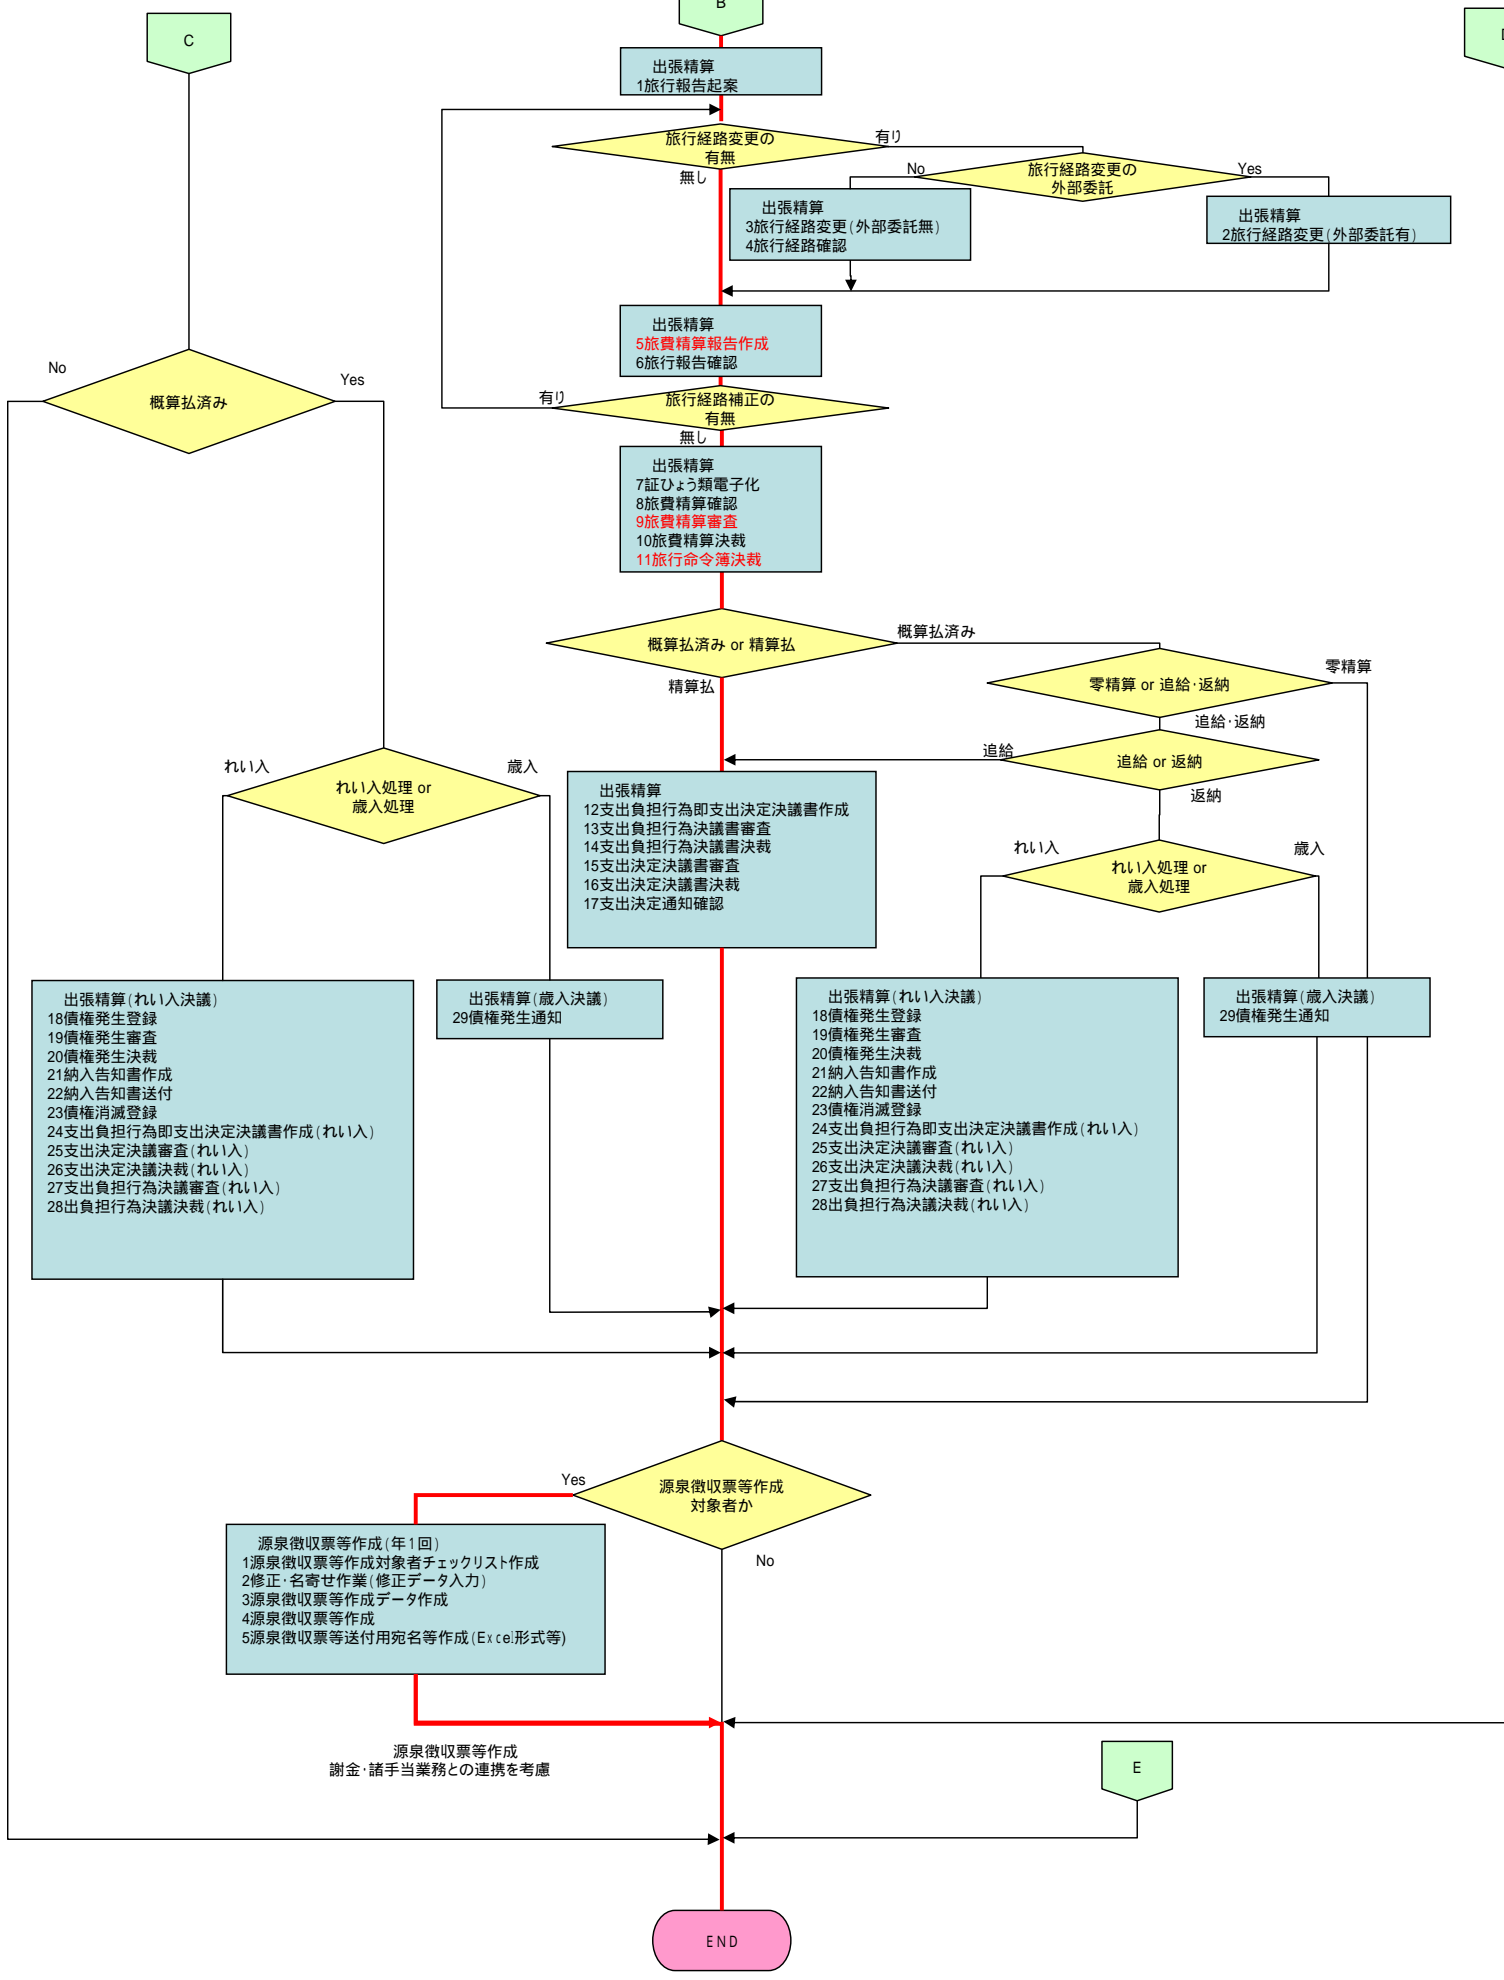 B
C
出張精算
1旅行報告起案
旅行経路変更の
有無
有り
無し
旅行経路変更の
外部委託
No
Yes
出張精算
3旅行経路変更(外部委託無)
4旅行経路確認
出張精算
2旅行経路変更(外部委託有)
出張精算
5旅費精算報告作成
6旅行報告確認
旅行経路補正の
有無
有り
無し
No
概算払済み
Yes
出張精算
7証ひょう類電子化
8旅費精算確認
9旅費精算審査
10旅費精算決裁
11旅行命令簿決裁
概算払済み or 精算払
概算払済み
精算払
零精算 or 追給・返納
零精算
追給・返納
追給
追給 or 返納
返納
れい入
れい入処理 or
歳入処理
歳入
出張精算
12支出負担行為即支出決定決議書作成
13支出負担行為決議書審査
14支出負担行為決議書決裁
15支出決定決議書審査
16支出決定決議書決裁
17支出決定通知確認
れい入
れい入処理 or
歳入処理
歳入
出張精算(れい入決議)
18債権発生登録
19債権発生審査
20債権発生決裁
21納入告知書作成
22納入告知書送付
23債権消滅登録
24支出負担行為即支出決定決議書作成(れい入)
25支出決定決議審査(れい入)
26支出決定決議決裁(れい入)
27支出負担行為決議審査(れい入)
28出負担行為決議決裁(れい入)
出張精算(歳入決議)
29債権発生通知
出張精算(れい入決議)
18債権発生登録
19債権発生審査
20債権発生決裁
21納入告知書作成
22納入告知書送付
23債権消滅登録
24支出負担行為即支出決定決議書作成(れい入)
25支出決定決議審査(れい入)
26支出決定決議決裁(れい入)
27支出負担行為決議審査(れい入)
28出負担行為決議決裁(れい入)
出張精算(歳入決議)
29債権発生通知
Yes
源泉徴収票等作成
対象者か
No
源泉徴収票等作成(年1回)
1源泉徴収票等作成対象者チェックリスト作成
2修正・名寄せ作業(修正データ入力)
3源泉徴収票等作成データ作成
4源泉徴収票等作成
5源泉徴収票等送付用宛名等作成(Excel形式等)
源泉徴収票等作成
謝金・諸手当業務との連携を考慮
E
END